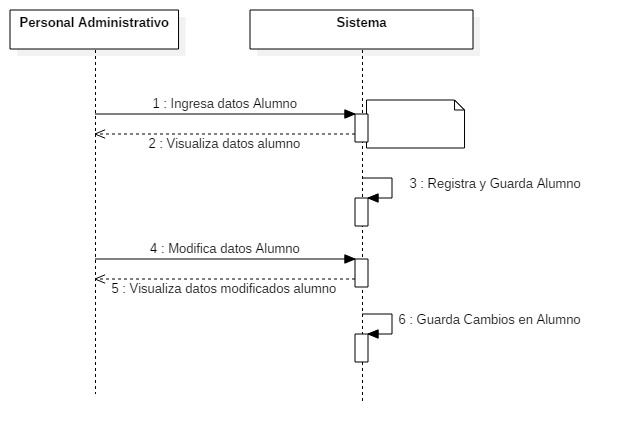 Personal Administrativo
Sistema
1 : Ingresa datos Alumno
2 : Visualiza datos alumno
3 : Registra y Guarda Alumno
4 : Modifica datos Alumno
5 : Visualiza datos modificados alumno
6 : Guarda Cambios en Alumno